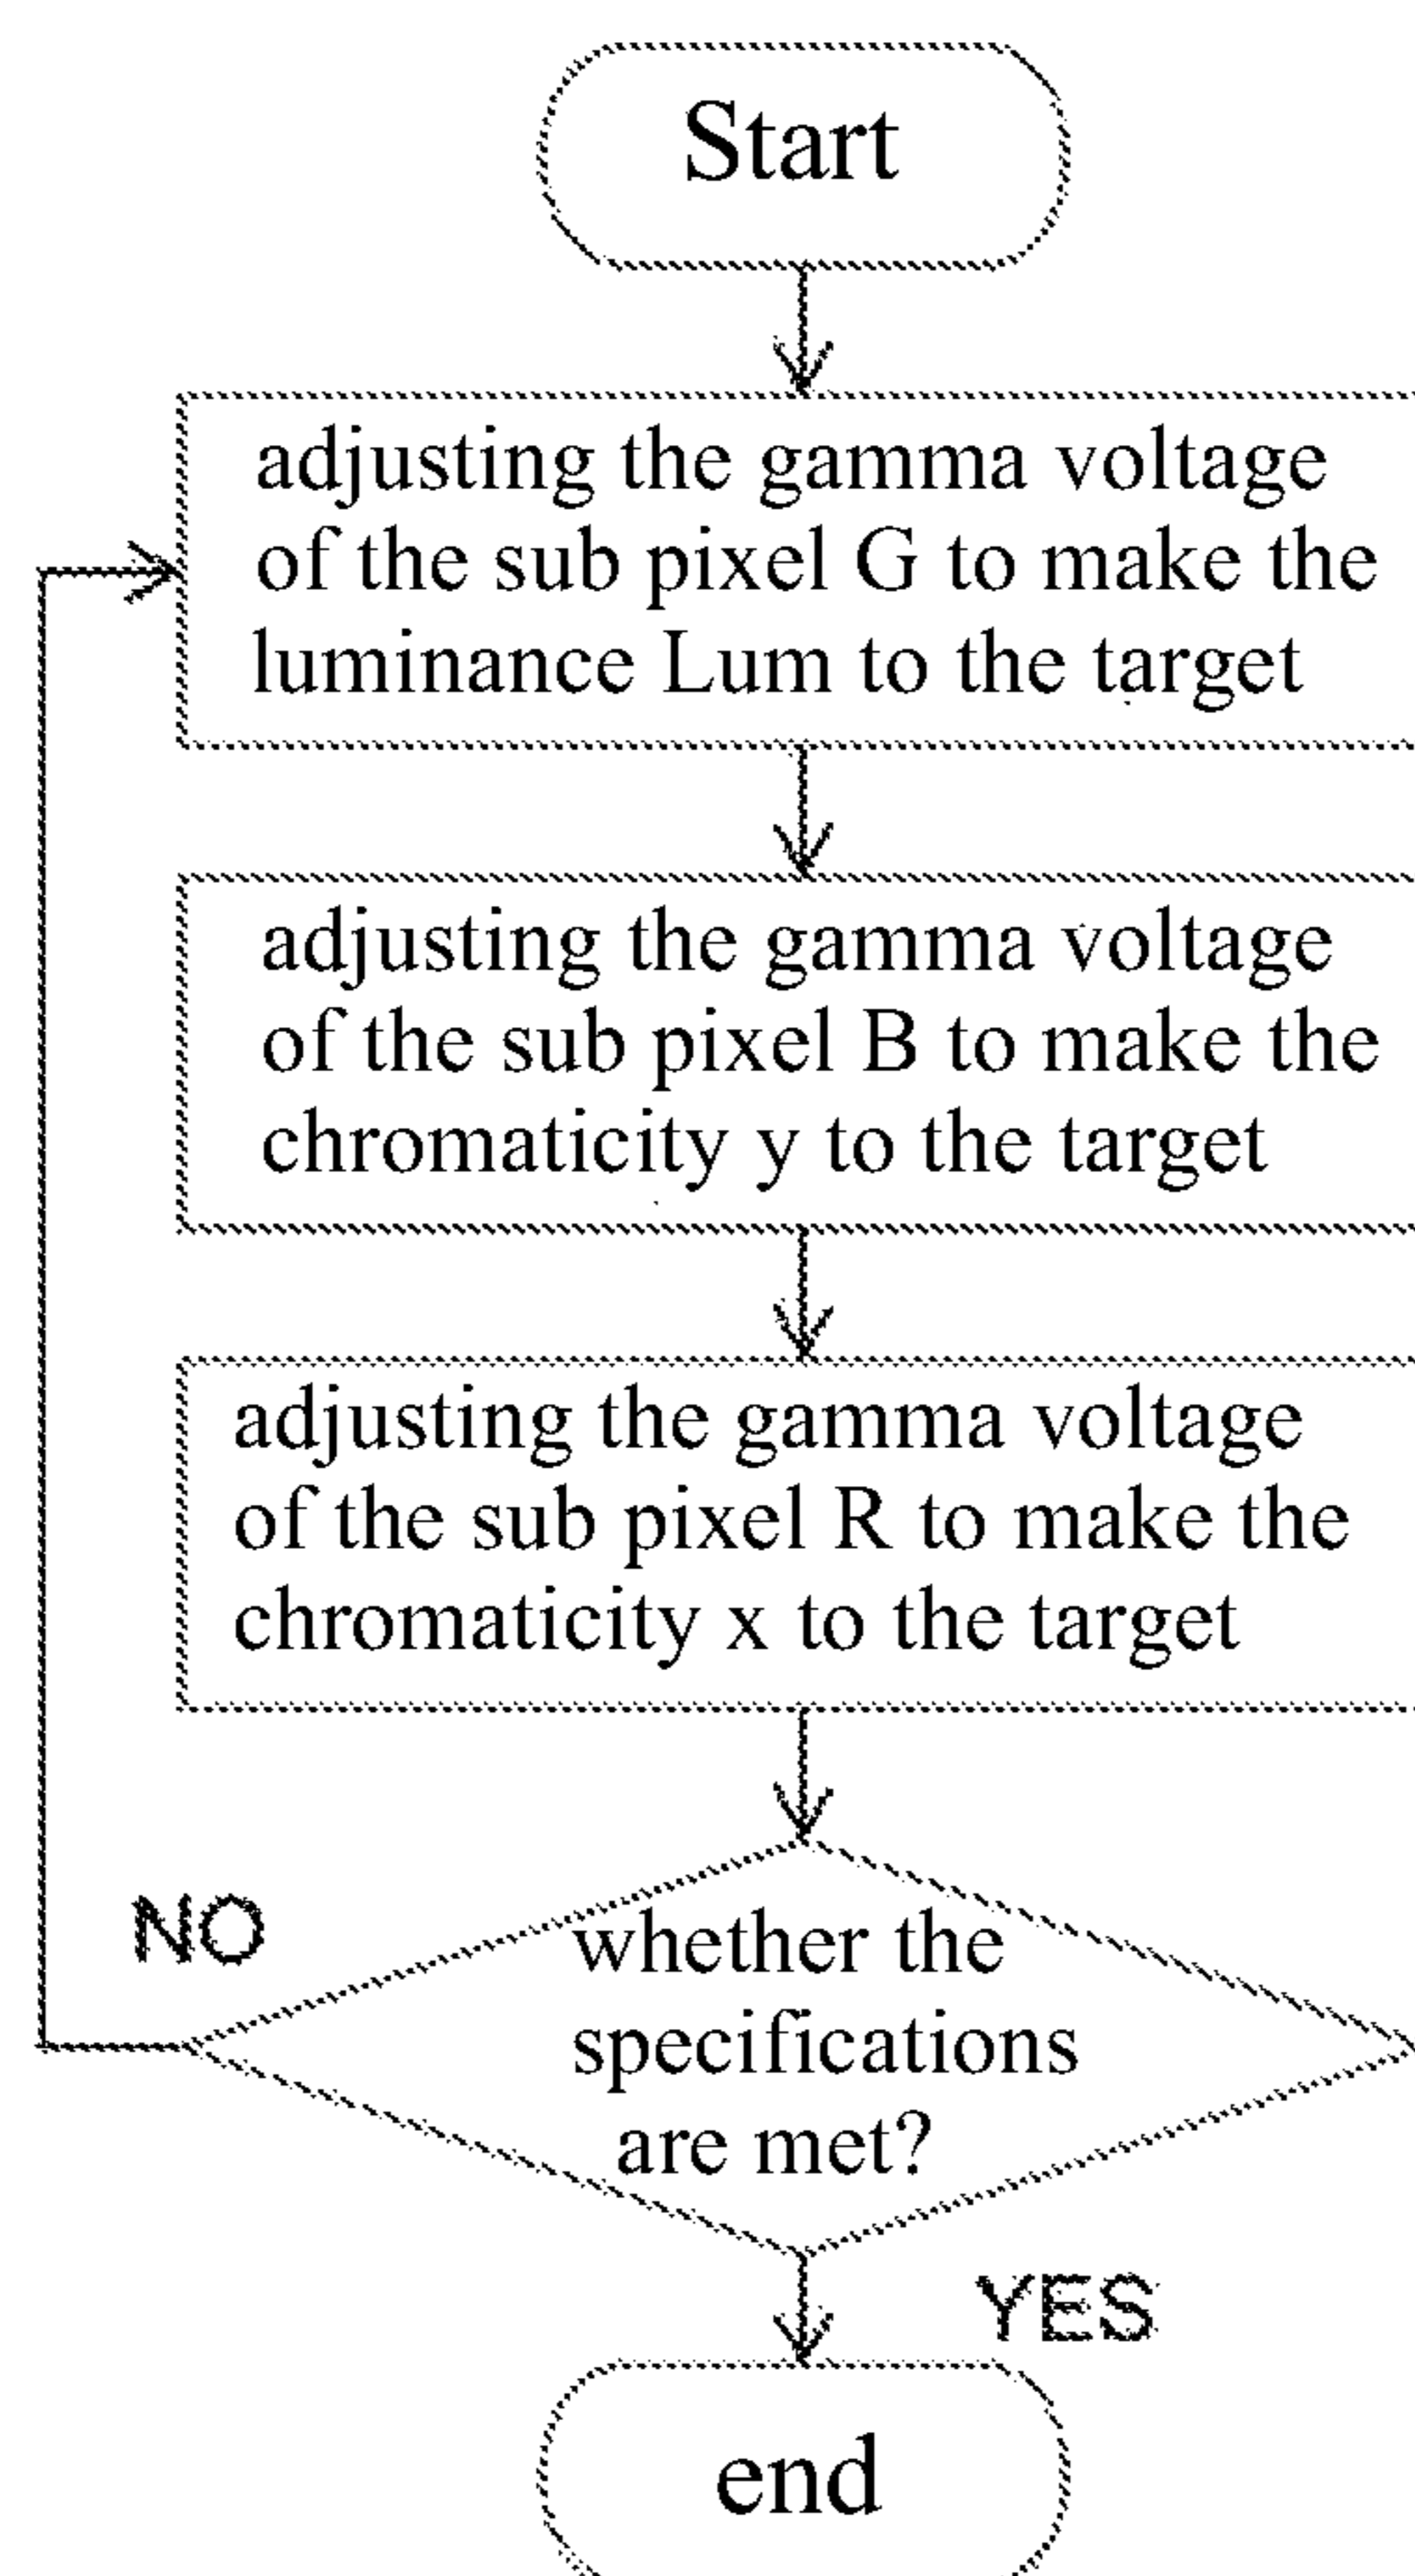 Start
adjusting the gamma voltage
of the sub pixel G to make the
luminance Lum to the target
adjusting the gamma voltage
of the sub pixel B to make the
chromaticity y to the target
adjusting the gamma voltage
of the sub pixel R to make the
chromaticity x to the target
NO
whether the
specifications
are met?
YES
end